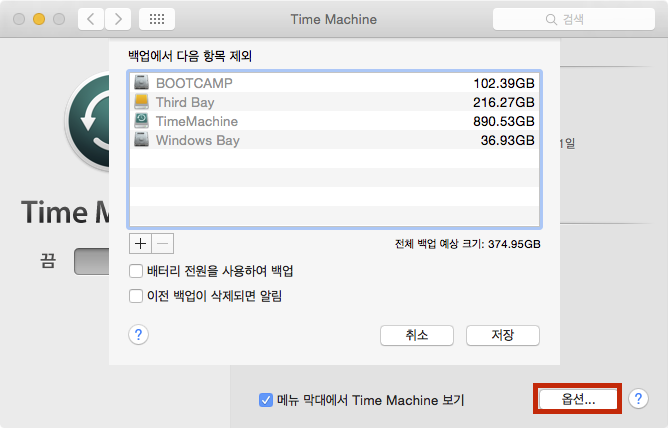 Time Machine
검색
백업에서 다음 항목 제외
BOOTCAMP 102.39GB
Third Bay 216.27GB
TimeMachine 890.53GB
Windows Bay 36.93GB
1일
Time M
끔
+ −
전체 백업 예상 크기: 374.95GB
배터리 전원을 사용하여 백업
이전 백업이 삭제되면 알림
? 취소 저장
메뉴 막대에서 Time Machine 보기 옵션... ?